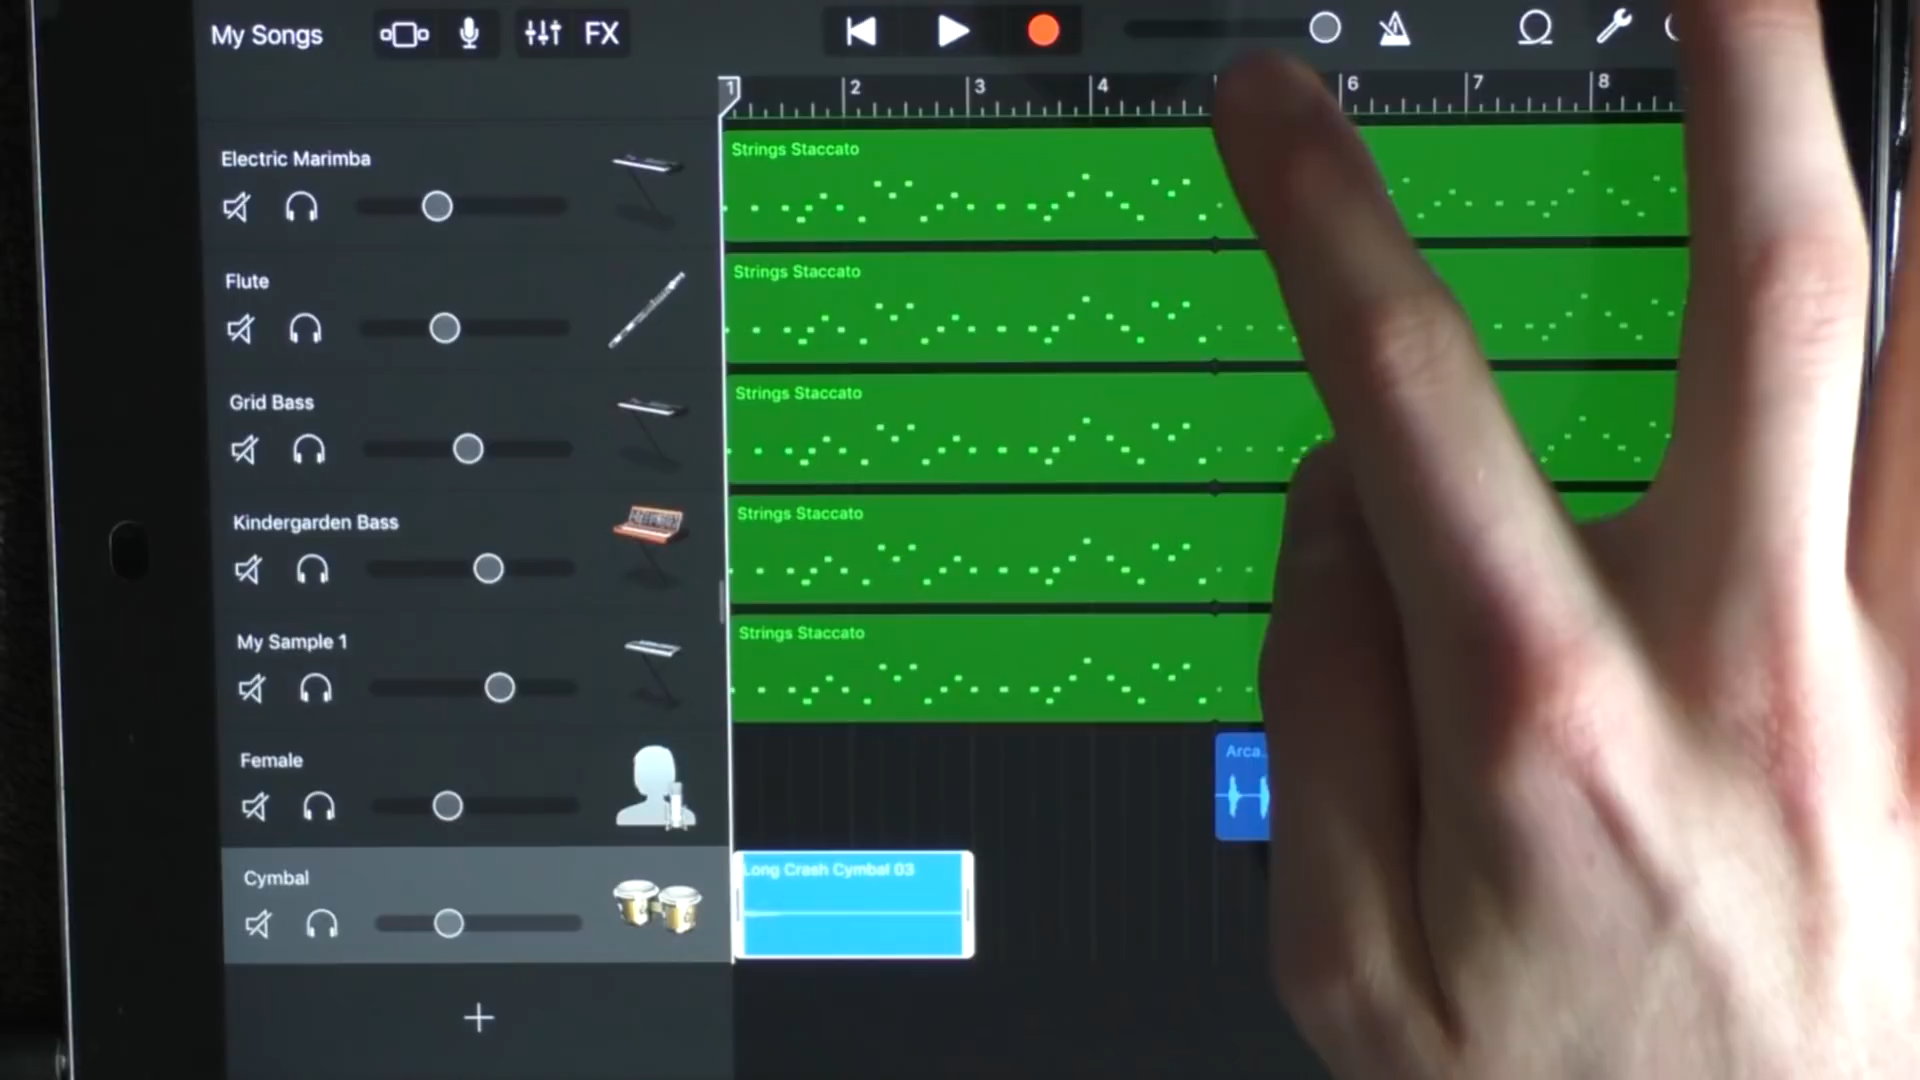 My Songs
FX
1 2 3 4 6 7 8
Electric Marimba
Strings Staccato
Flute
Strings Staccato
Grid Bass
Strings Staccato
Kindergarden Bass
Strings Staccato
My Sample 1
Strings Staccato
Female
Arca...
Cymbal
Long Crash Cymbal 03